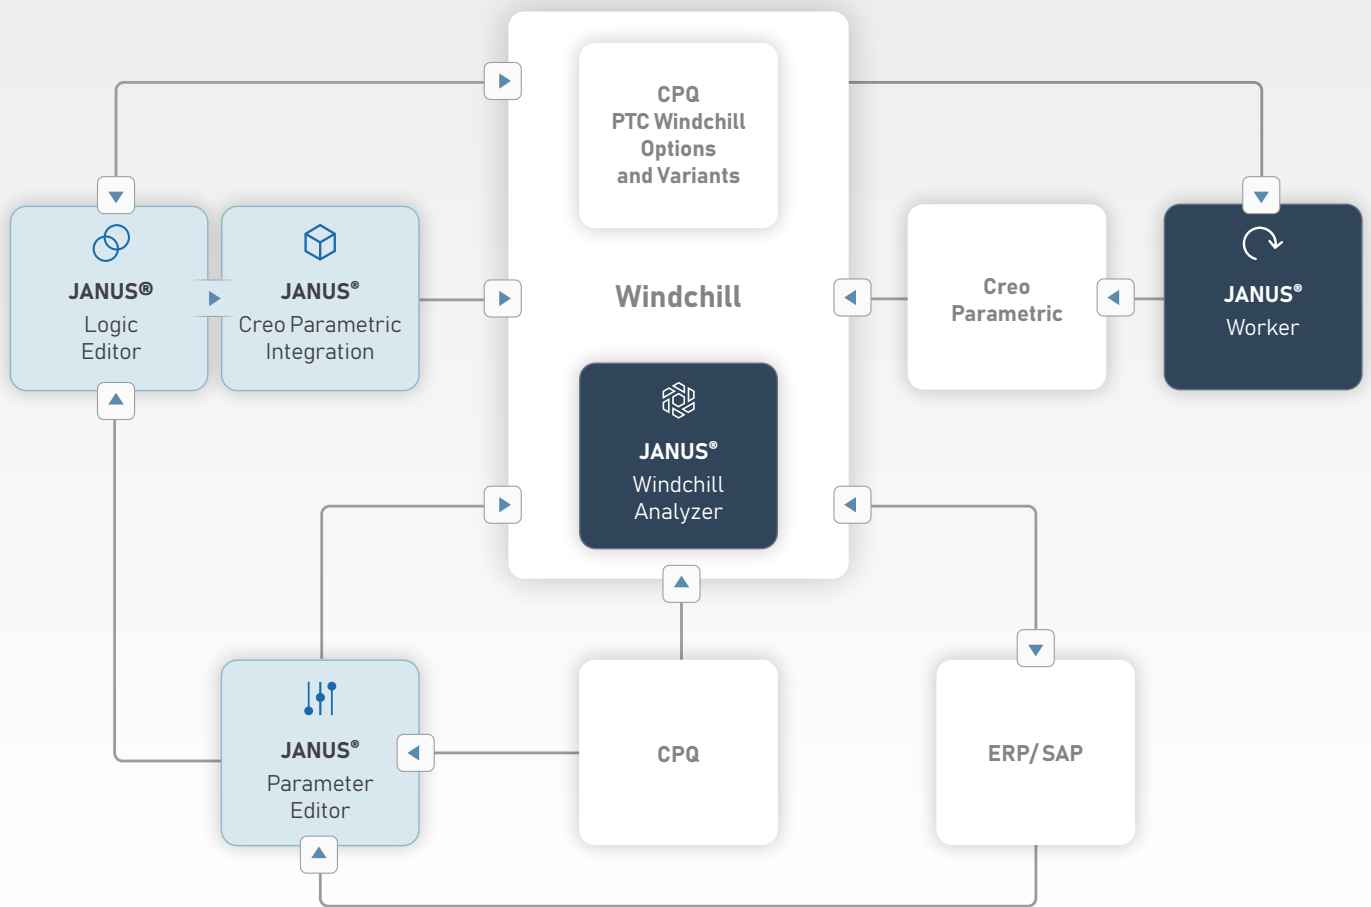 CPQ
PTC Windchill
Options
and Variants
JANUS®
Logic
Editor
JANUS®
Creo Parametric
Integration
Windchill
Creo
Parametric
JANUS®
Worker
JANUS®
Windchill
Analyzer
JANUS®
Parameter
Editor
CPQ
ERP/SAP